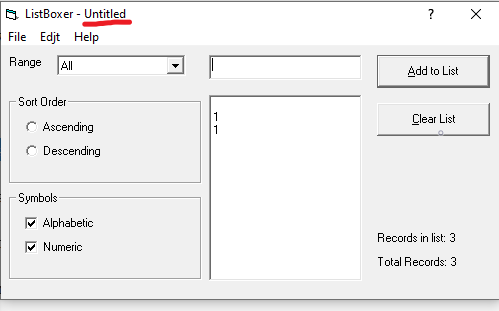 ListBoxer - Untitled
?
File Edjt Help
Range All Add to List
Sort Order
Ascending
Descending
1
1
Clear List
Symbols
Alphabetic
Numeric
Records in list: 3
Total Records: 3